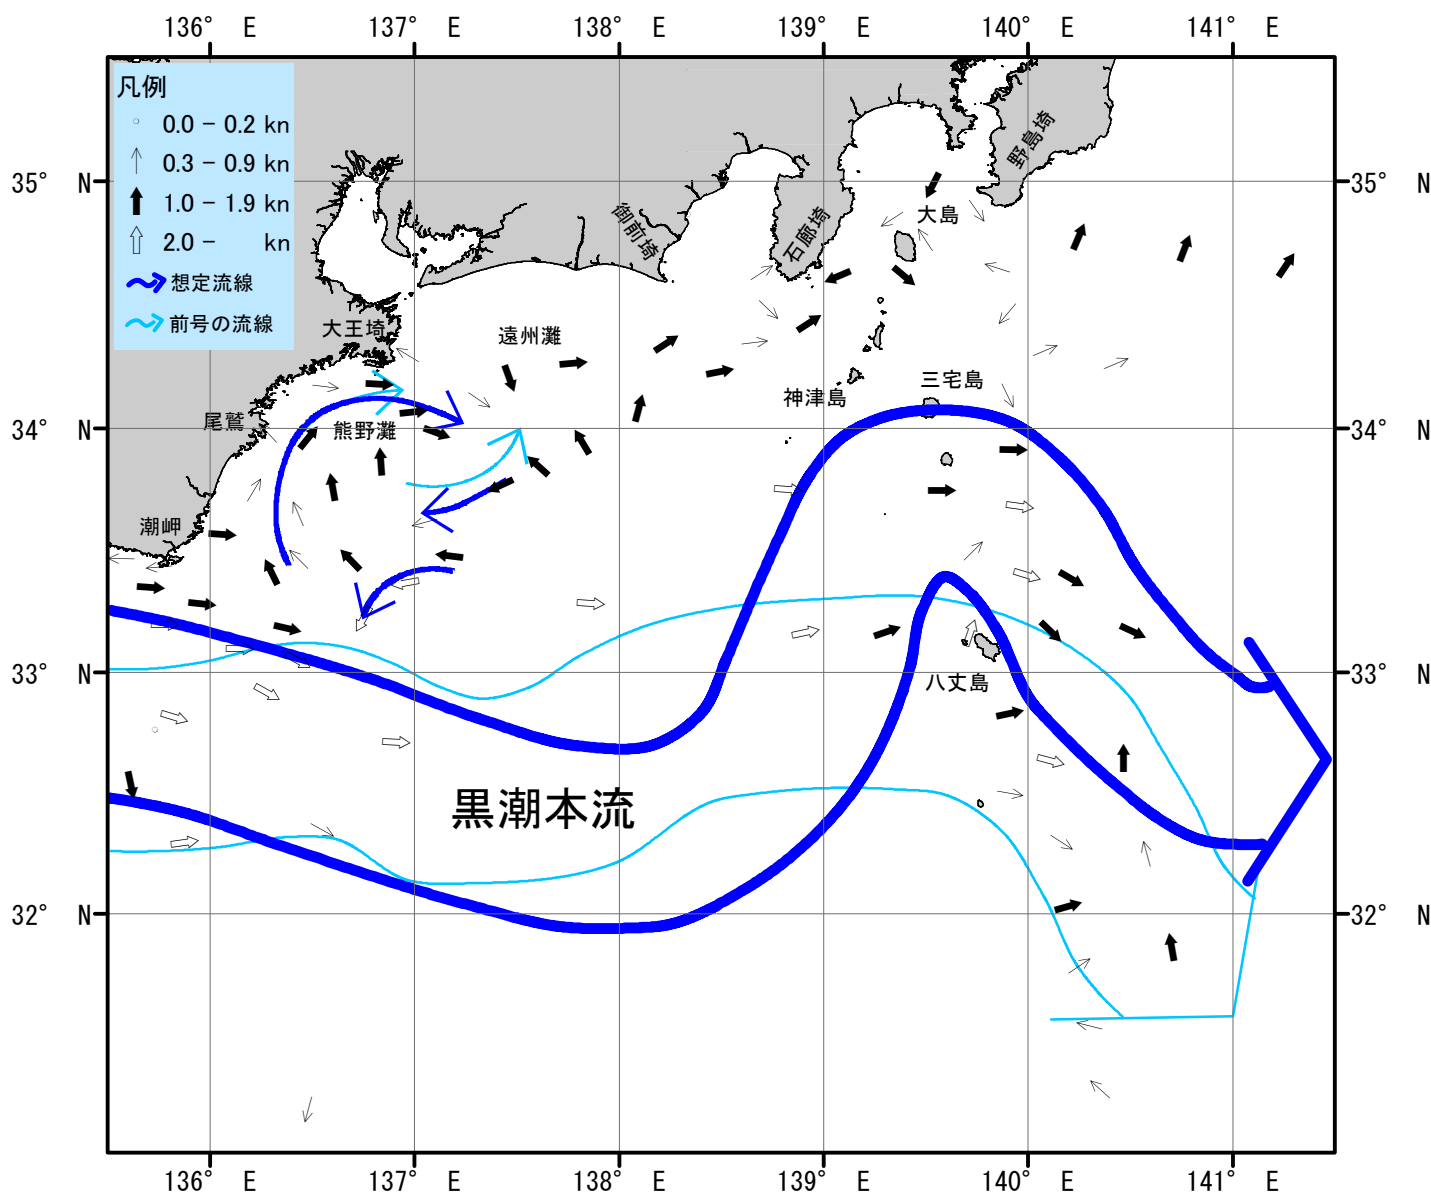 136° E 137° E 138° E 139° E 140° E 141° E
凡例
0.0 - 0.2 kn
0.3 - 0.9 kn
1.0 - 1.9 kn
2.0 - kn
想定流線
前号の流線
野島埼
35° N 35° N
大島
御前埼
石廊埼
大王埼
遠州灘
三宅島
神津島
尾鷲
34° N 34° N
熊野灘
潮岬
33° N 33° N
八丈島
黒潮本流
32° N 32° N
136° E 137° E 138° E 139° E 140° E 141° E